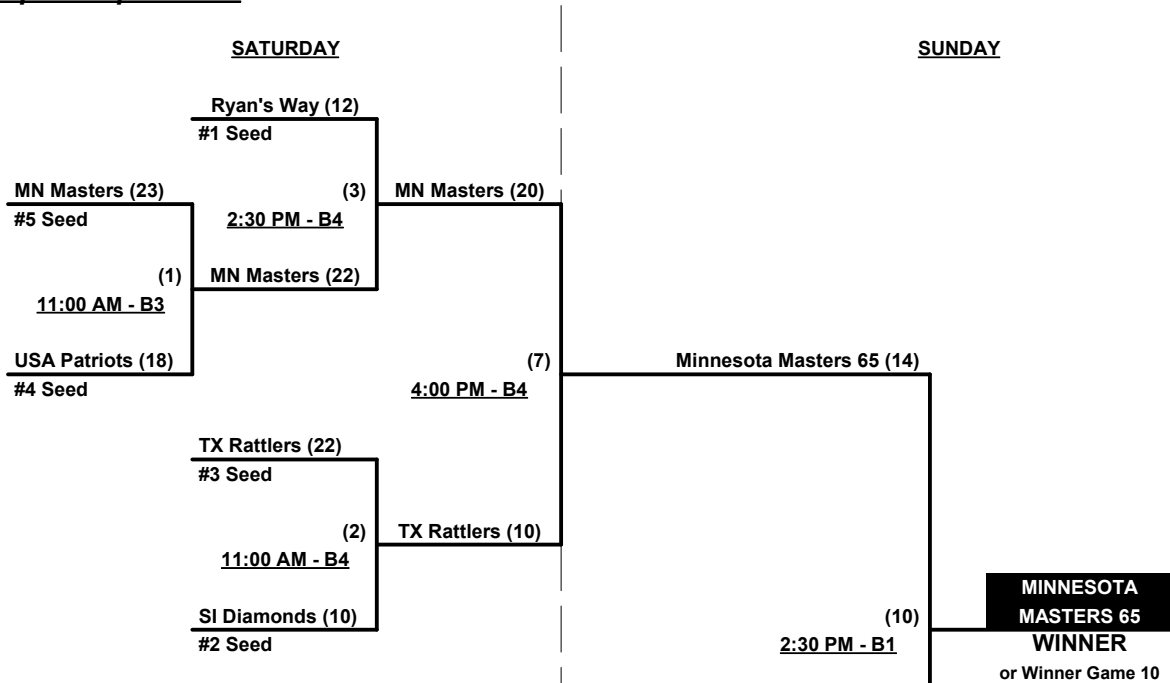 SATURDAY
SUNDAY
Ryan's Way (12)
#1 Seed
MN Masters (23)
(3)
MN Masters (20)
#5 Seed
2:30 PM - B4
(1)
MN Masters (22)
11:00 AM - B3
USA Patriots (18)
(7)
Minnesota Masters 65 (14)
#4 Seed
4:00 PM - B4
TX Rattlers (22)
#3 Seed
(2)
TX Rattlers (10)
11:00 AM - B4
MINNESOTA
SI Diamonds (10)
(10)
MASTERS 65
#2 Seed
2:30 PM - B1
WINNER
or Winner Game 10